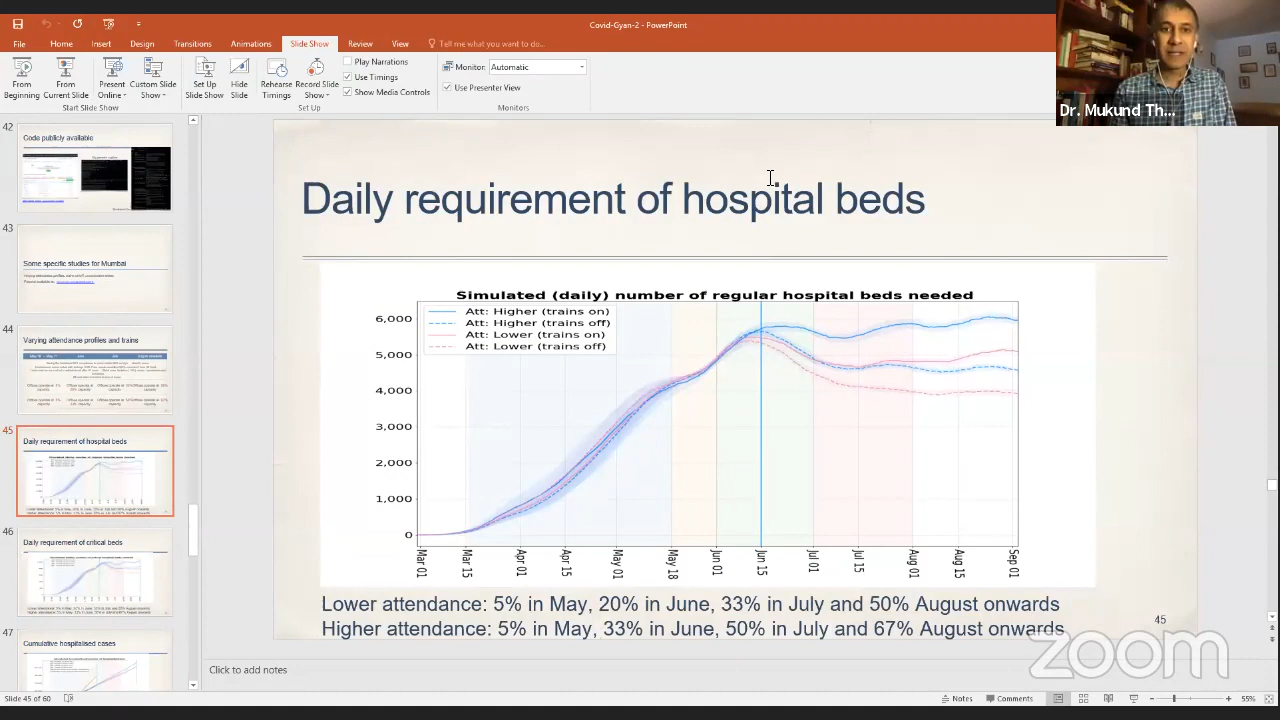 Covid-Gyan-2 - PowerPoint
File Home Insert Design Transitions Animations Slide Show Review View Tell me what you want to do...
From Beginning
From Current Slide
Present Online
Custom Slide Show
Start Slide Show
Set Up Slide Show
Hide Slide
Rehearse Timings
Record Slide Show
Play Narrations
Use Timings
Show Media Controls
Set Up
Monitor: Automatic
Use Presenter View
Monitors
Dr. Mukund Th...
42
Code publicly available
43
Some specific studies for Mumbai
44
Varying attendance profiles and trains
45
Daily requirement of hospital beds
46
Daily requirement of critical beds
47
Cumulative hospitalised cases
Daily requirement of hospital beds
Simulated (daily) number of regular hospital beds needed
Att: Higher (trains on)
Att: Higher (trains off)
Att: Lower (trains on)
Att: Lower (trains off)
6,000
5,000
4,000
3,000
2,000
1,000
0
Mar 01
Mar 15
Apr 01
Apr 15
May 01
May 18
Jun 01
Jun 15
Jul 01
Jul 15
Aug 01
Aug 15
Sep 01
Lower attendance: 5% in May, 20% in June, 33% in July and 50% August onwards
Higher attendance: 5% in May, 33% in June, 50% in July and 67% August onwards
45
zoom
Click to add notes
Slide 45 of 60
Notes
Comments
55%